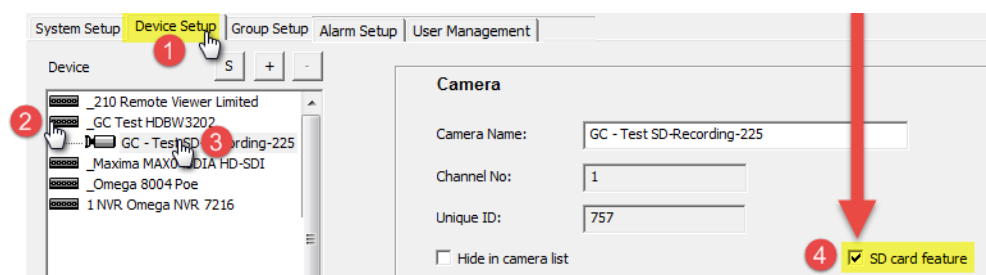 System Setup Device Setup Group Setup Alarm Setup User Management
1
Device S + -
Camera
_210 Remote Viewer Limited
2 _GC Test HDBW3202
GC - Test SD-Recording-225
3
Camera Name: GC - Test SD-Recording-225
_Maxima MAX0 DIA HD-SDI
_Omega 8004 Poe
Channel No: 1
1 NVR Omega NVR 7216
Unique ID: 757
Hide in camera list
4 SD card feature